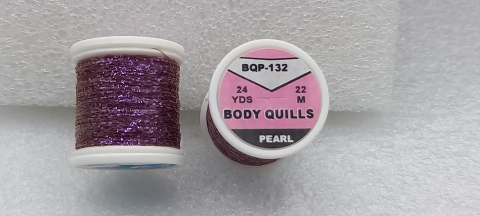 BQP-132
24 22
YDS M
BODY QUILLS
PEARL